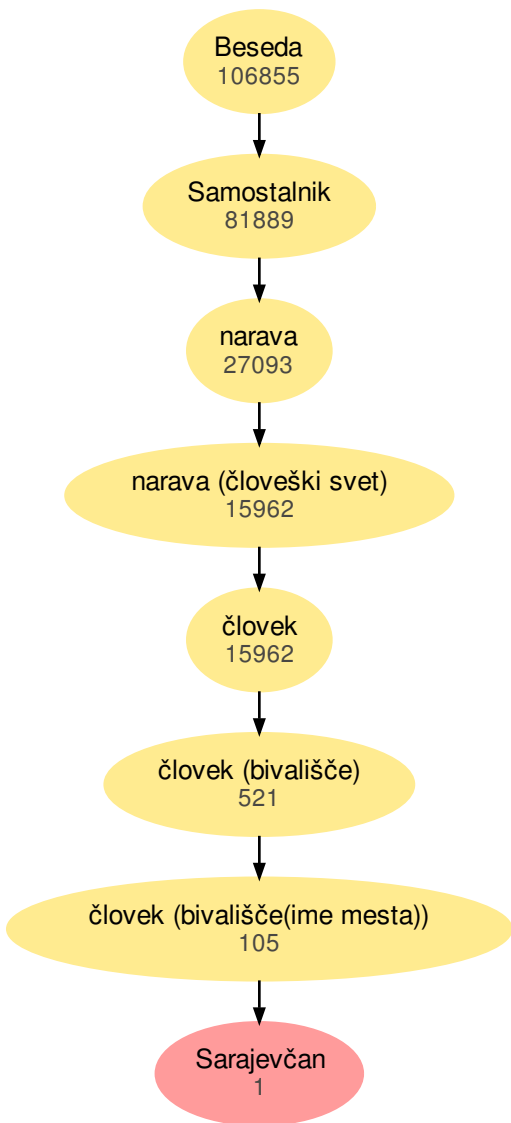 Beseda
106855
Samostalnik
81889
narava
27093
narava (človeški svet)
15962
človek
15962
človek (bivališče)
521
človek (bivališče(ime mesta))
105
Sarajevčan
1